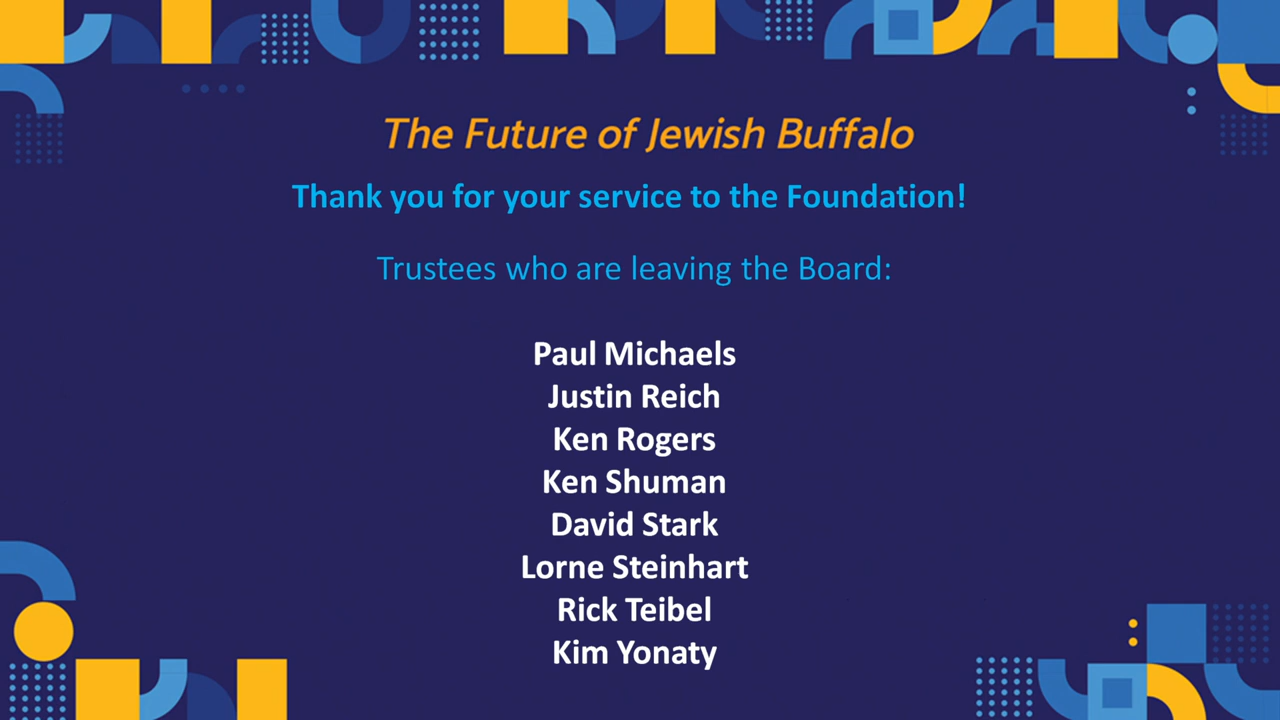 The Future of Jewish Buffalo
Thank you for your service to the Foundation!
Trustees who are leaving the Board:
Paul Michaels
Justin Reich
Ken Rogers
Ken Shuman
David Stark
Lorne Steinhart
Rick Teibel
Kim Yonaty